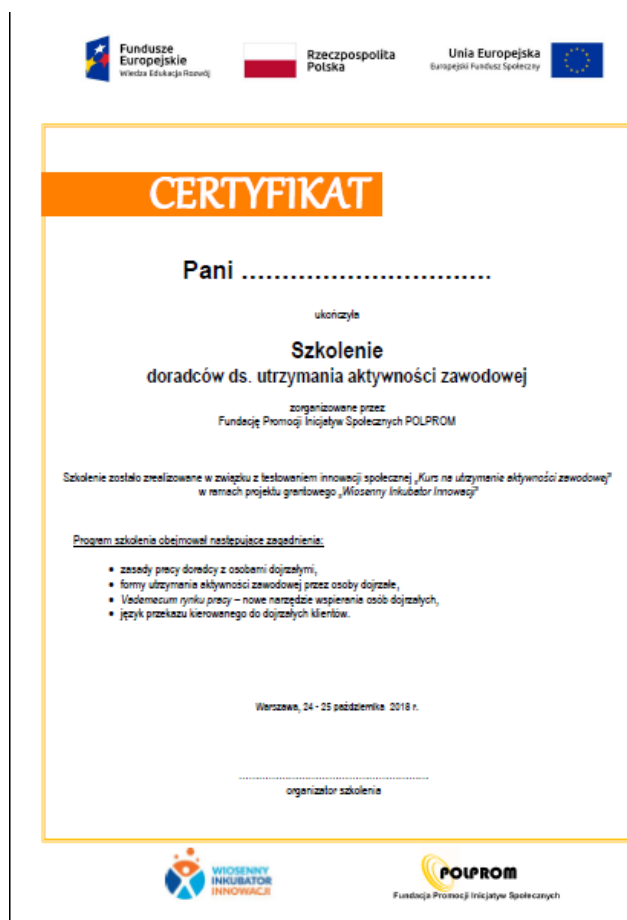 Fundusze
Europejskie
Wiedza Edukacja Rozwój
Rzeczpospolita
Polska
Unia Europejska
Europejski Fundusz Społeczny
CERTYFIKAT
Pani ...............................
ukończyła
Szkolenie
doradców ds. utrzymania aktywności zawodowej
zorganizowane przez
Fundację Promocji Inicjatyw Społecznych POLPROM
Szkolenie zostało zrealizowane w związku z testowaniem innowacji społecznej „Kurs na utrzymanie aktywności zawodowej”
w ramach projektu grantowego „Wiosenny Inkubator Innowacji”
Program szkolenia obejmował następujące zagadnienia:
• zasady pracy doradcy z osobami dojrzałymi,
• formy utrzymania aktywności zawodowej przez osoby dojrzałe,
• Vademecum rynku pracy – nowe narzędzie wspierania osób dojrzałych,
• język przekazu kierowanego do dojrzałych klientów.
Warszawa, 24 - 25 października 2018 r.
................................................................
organizator szkolenia
WIOSENNY
INKUBATOR
INNOWACJI
POLPROM
Fundacja Promocji Inicjatyw Społecznych